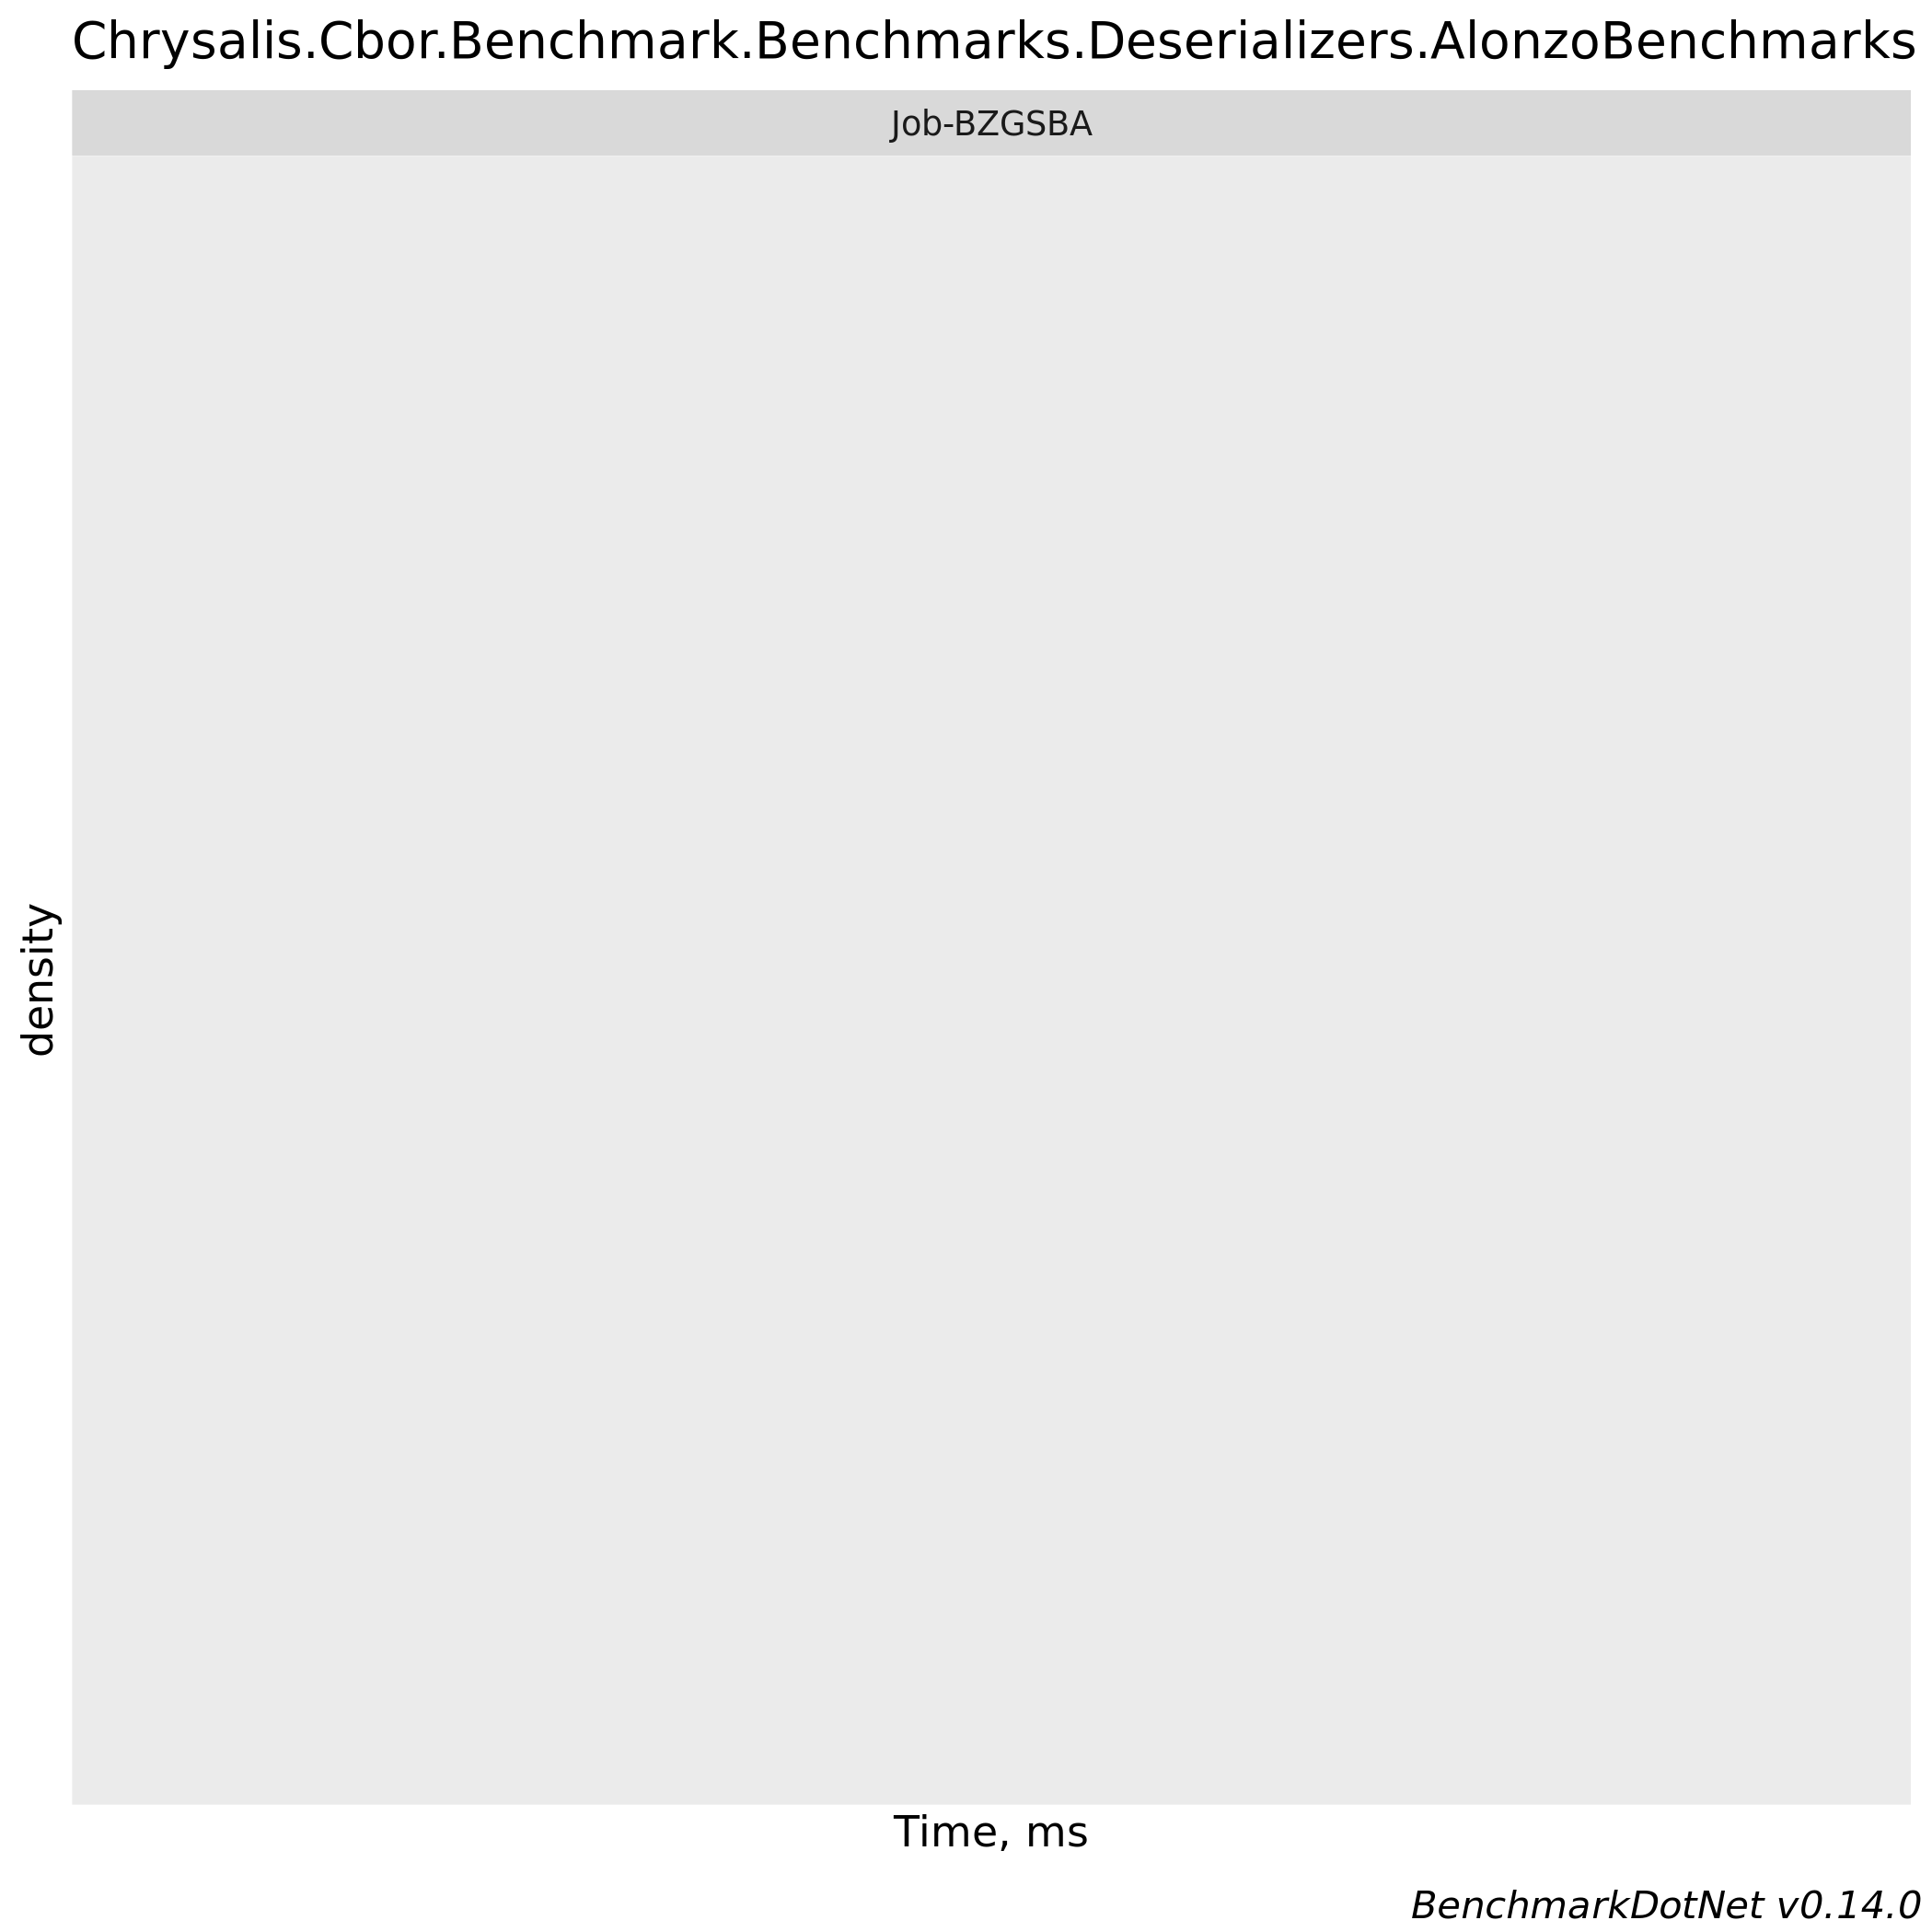 Chrysalis.Cbor.Benchmark.Benchmarks.Deserializers.AlonzoBenchmarks
Job-BZGSBA
density
Time, ms
BenchmarkDotNet v0.14.0